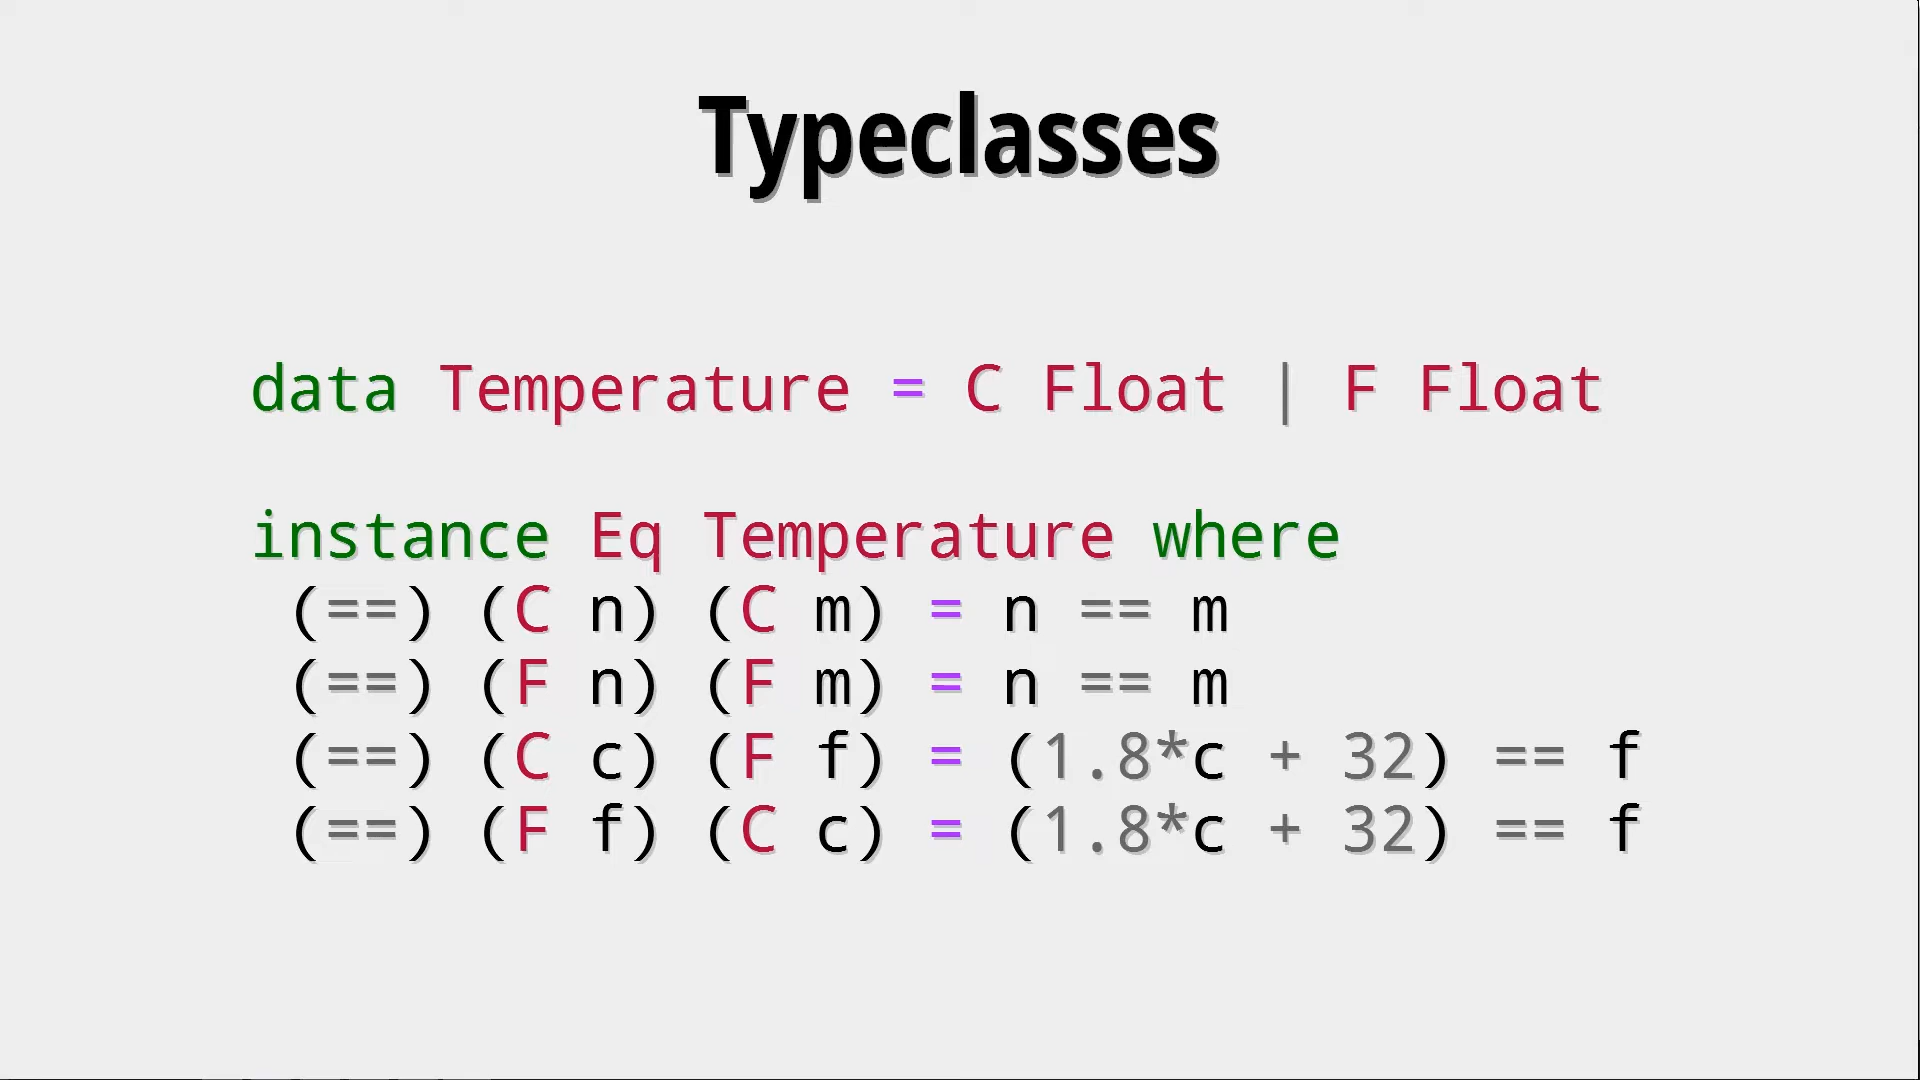 Typeclasses
data Temperature = C Float | F Float
instance Eq Temperature where
(==) (C n) (C m) = n == m
(==) (F n) (F m) = n == m
(==) (C c) (F f) = (1.8*c + 32) == f
(==) (F f) (C c) = (1.8*c + 32) == f